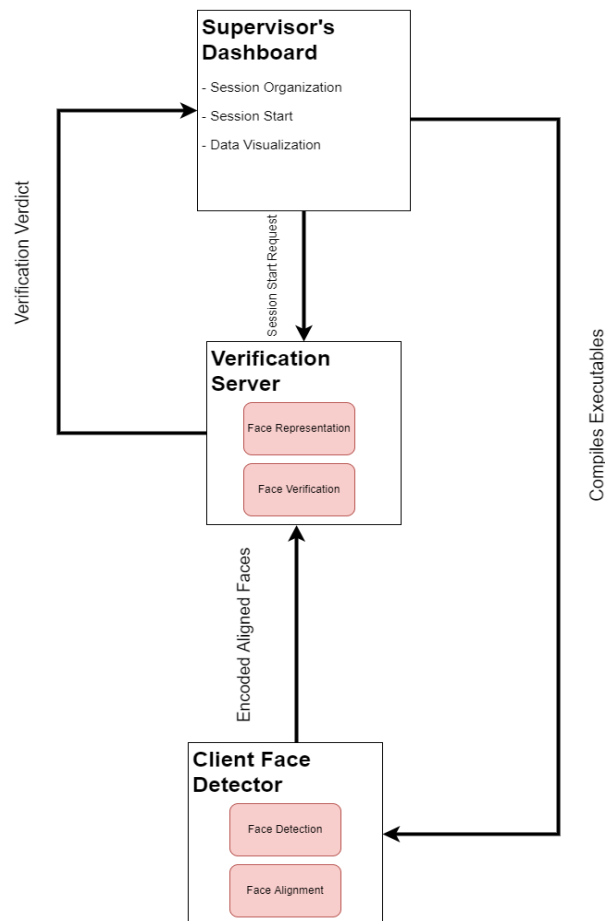 Supervisor's
Dashboard
- Session Organization
- Session Start
- Data Visualization
Verification Verdict
Session Start Request
Compiles Executables
Verification
Server
Face Representation
Face Verification
Encoded Aligned Faces
Client Face
Detector
Face Detection
Face Alignment